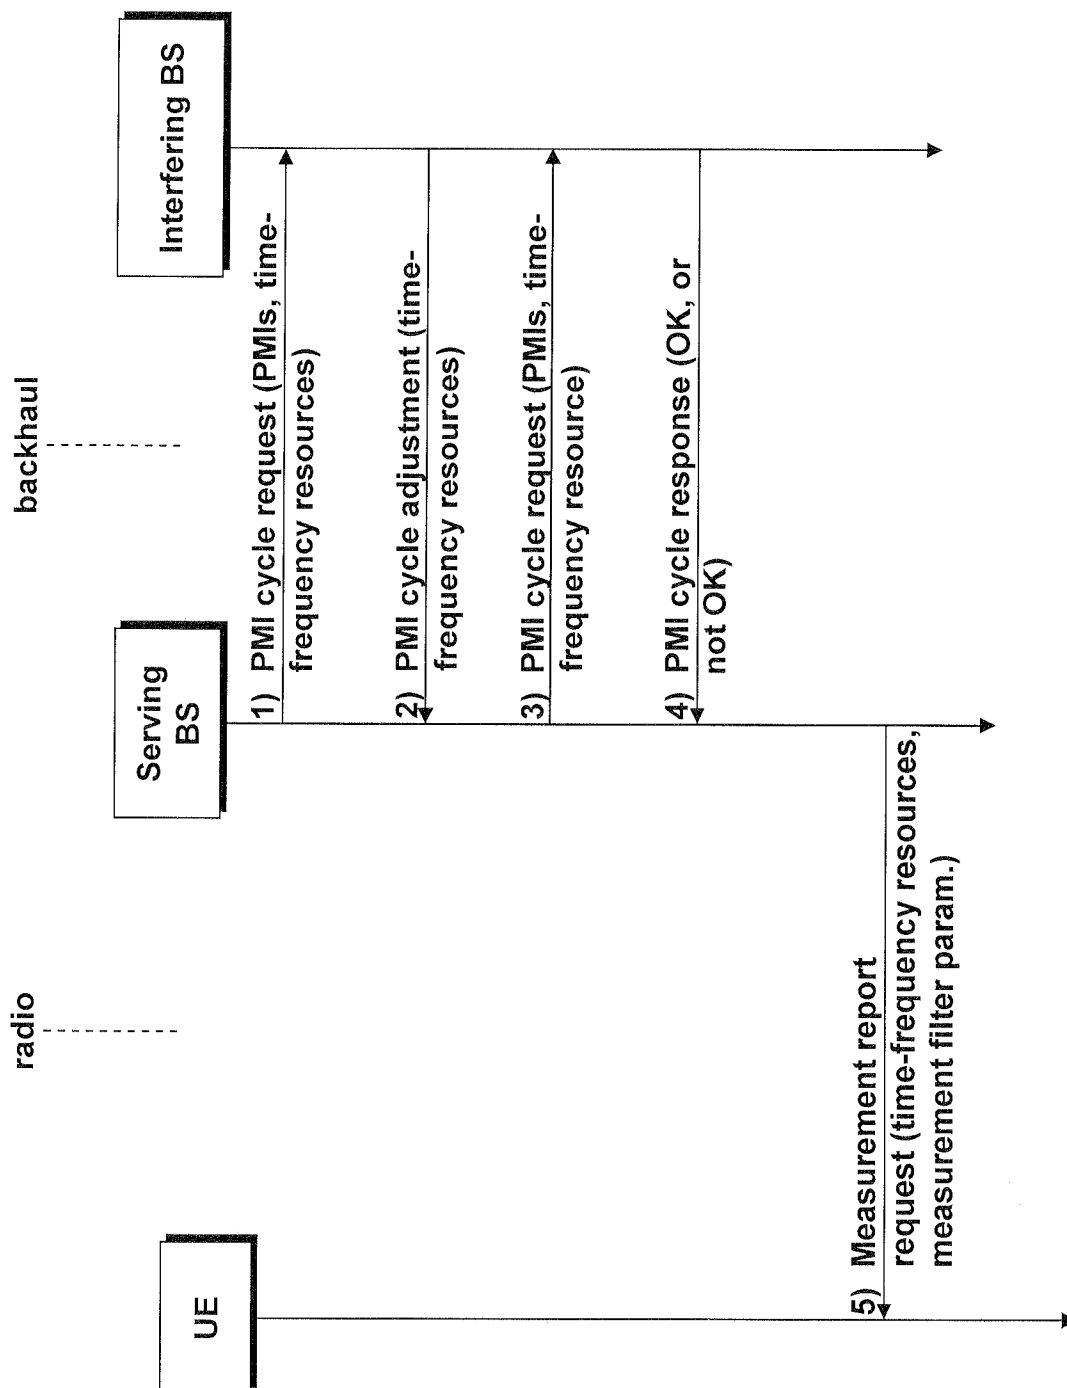 radio
backhaul
UE
Serving
BS
Interfering BS
1) PMI cycle request (PMIs, time-
frequency resources)
2) PMI cycle adjustment (time-
frequency resources)
3) PMI cycle request (PMIs, time-
frequency resource)
4) PMI cycle response (OK, or
not OK)
5) Measurement report
request (time-frequency resources,
measurement filter param.)